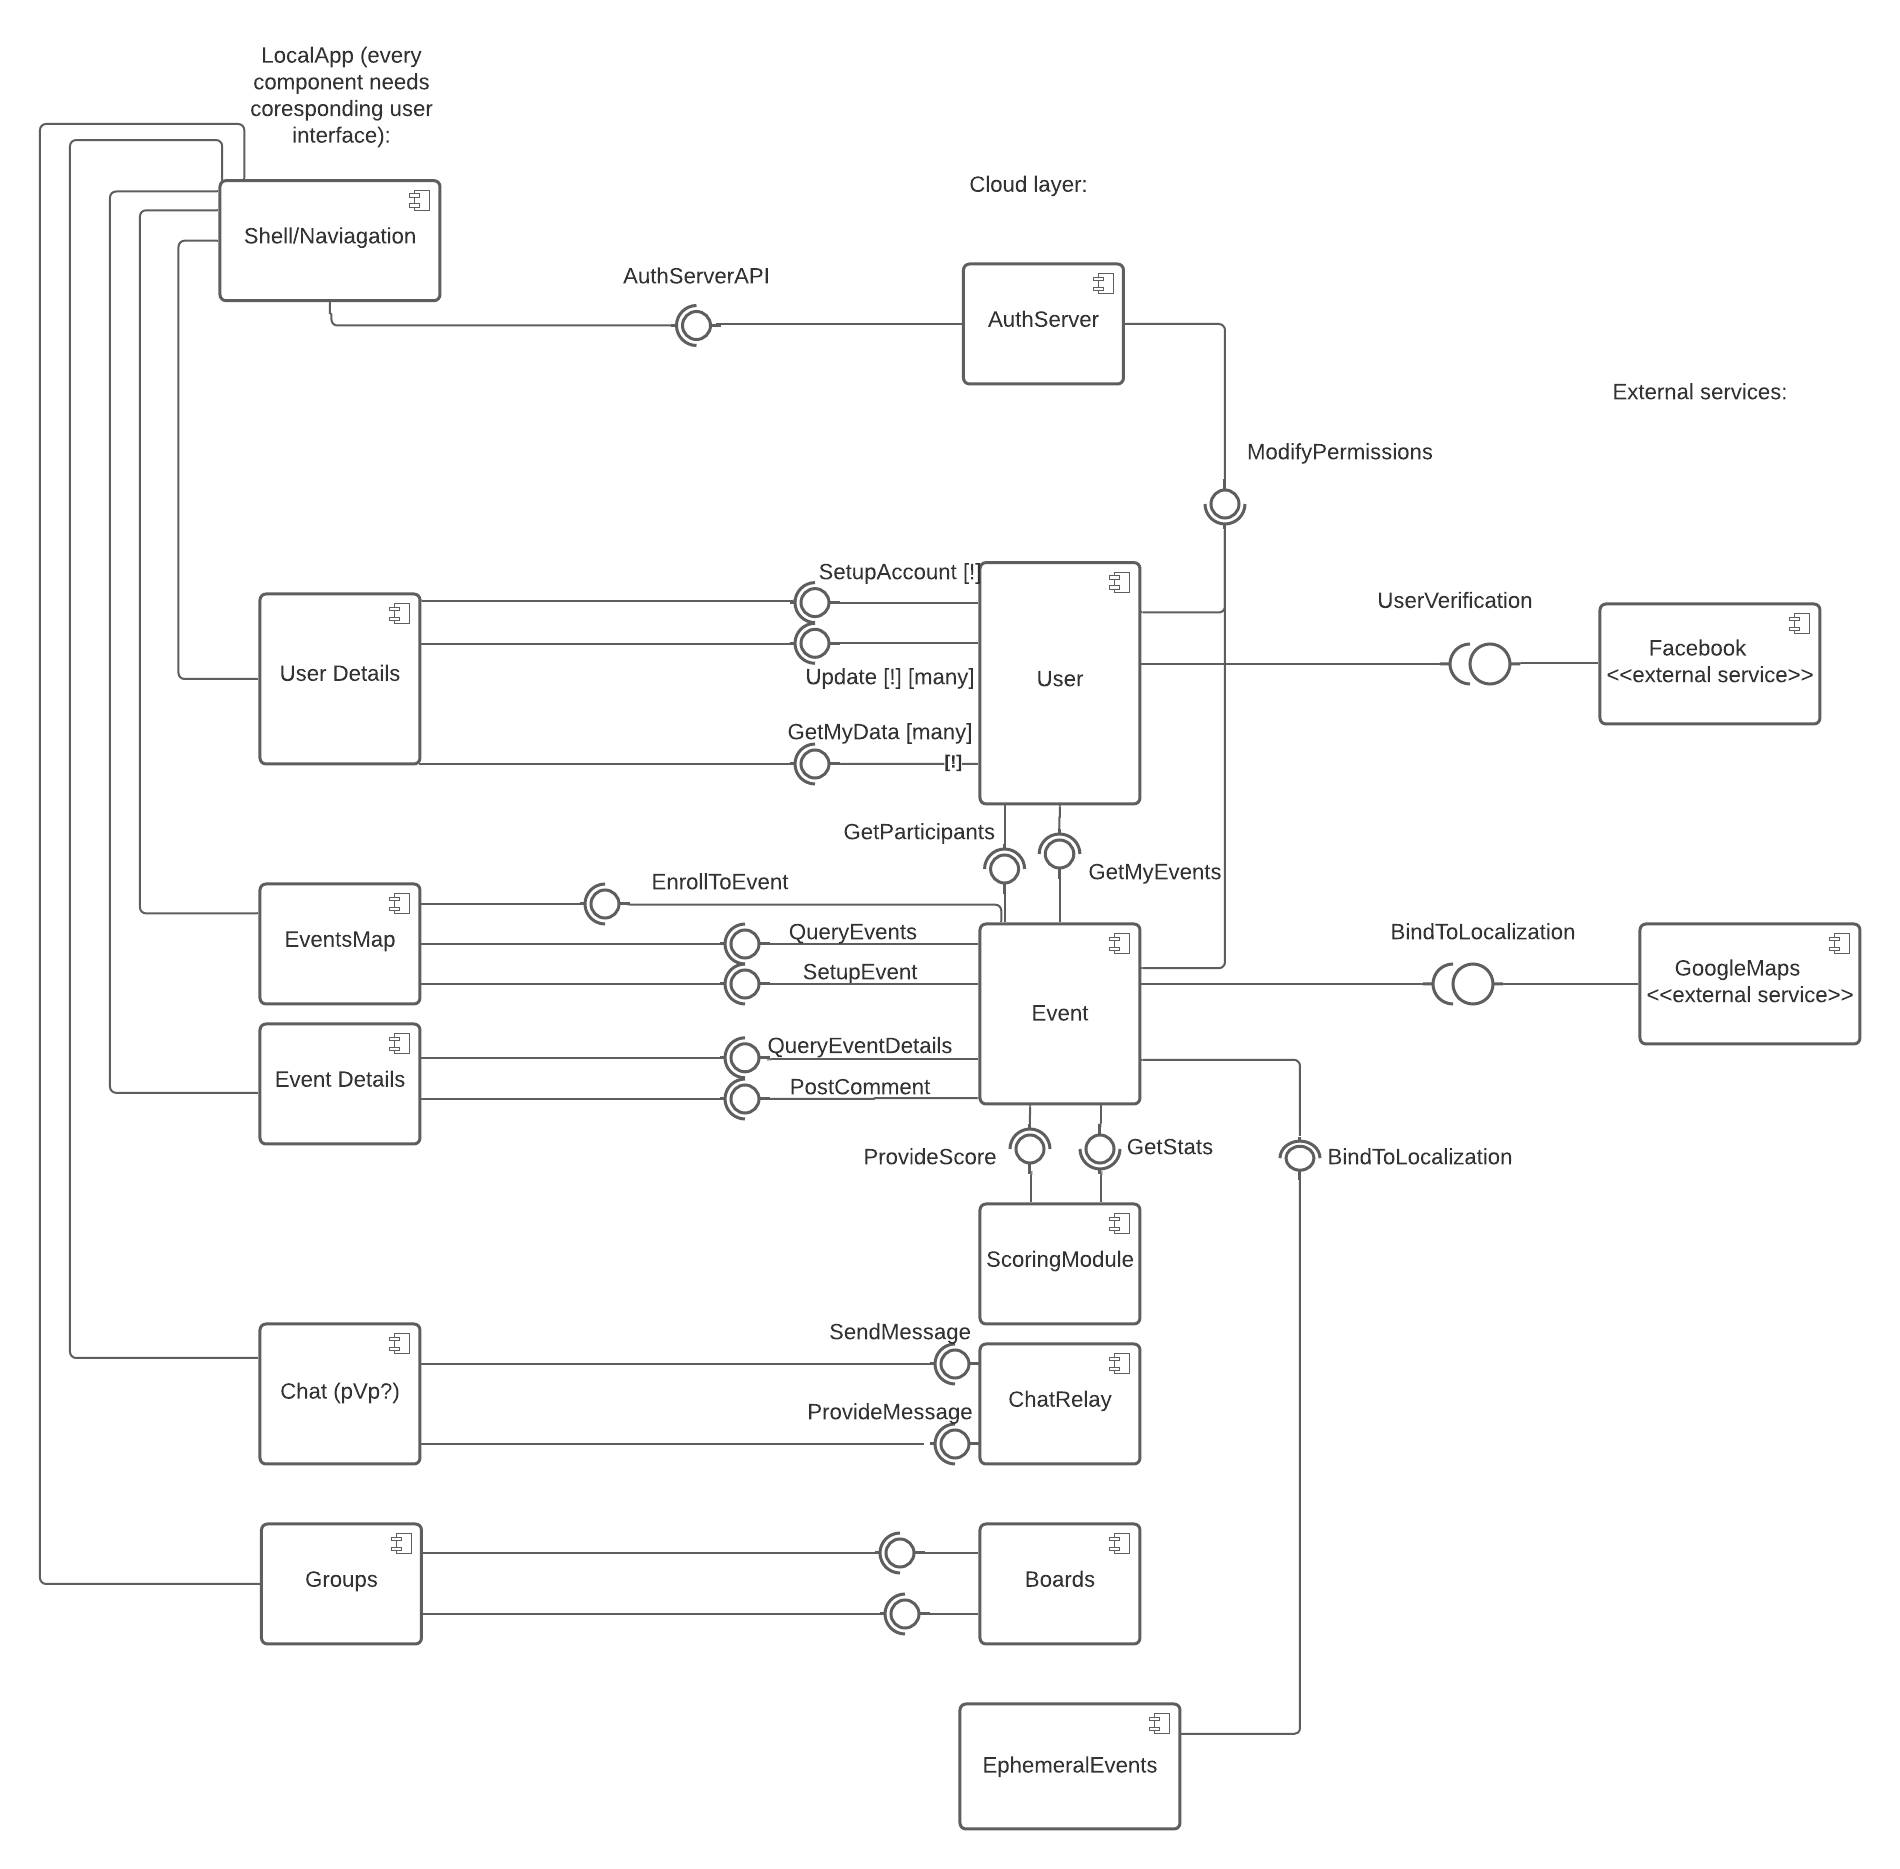 LocalApp (every
component needs
coresponding user
interface):
Cloud layer:
Shell/Naviagation
AuthServerAPI
AuthServer
External services:
ModifyPermissions
SetupAccount [!]
UserVerification
User Details
Update [!] [many]
User
Facebook
<<external service>>
GetMyData [many]
[!]
GetParticipants
GetMyEvents
EnrollToEvent
EventsMap
QueryEvents
SetupEvent
BindToLocalization
GoogleMaps
<<external service>>
Event
Event Details
QueryEventDetails
PostComment
ProvideScore
GetStats
BindToLocalization
ScoringModule
SendMessage
Chat (pVp?)
ProvideMessage
ChatRelay
Groups
Boards
EphemeralEvents